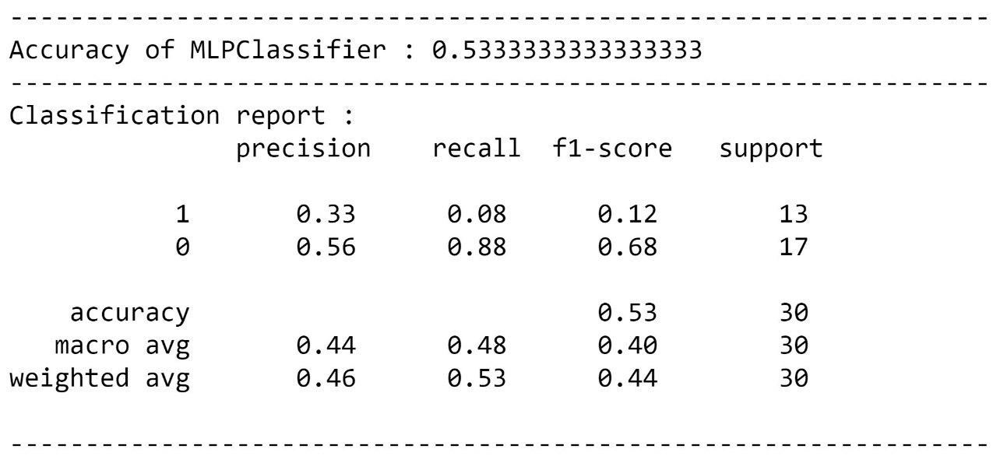 -----------------------------------------------------------------
Accuracy of MLPClassifier : 0.5333333333333333
-----------------------------------------------------------------
Classification report :
               precision    recall  f1-score   support

           1       0.33      0.08      0.12        13
           0       0.56      0.88      0.68        17

    accuracy                           0.53        30
   macro avg       0.44      0.48      0.40        30
weighted avg       0.46      0.53      0.44        30

-----------------------------------------------------------------